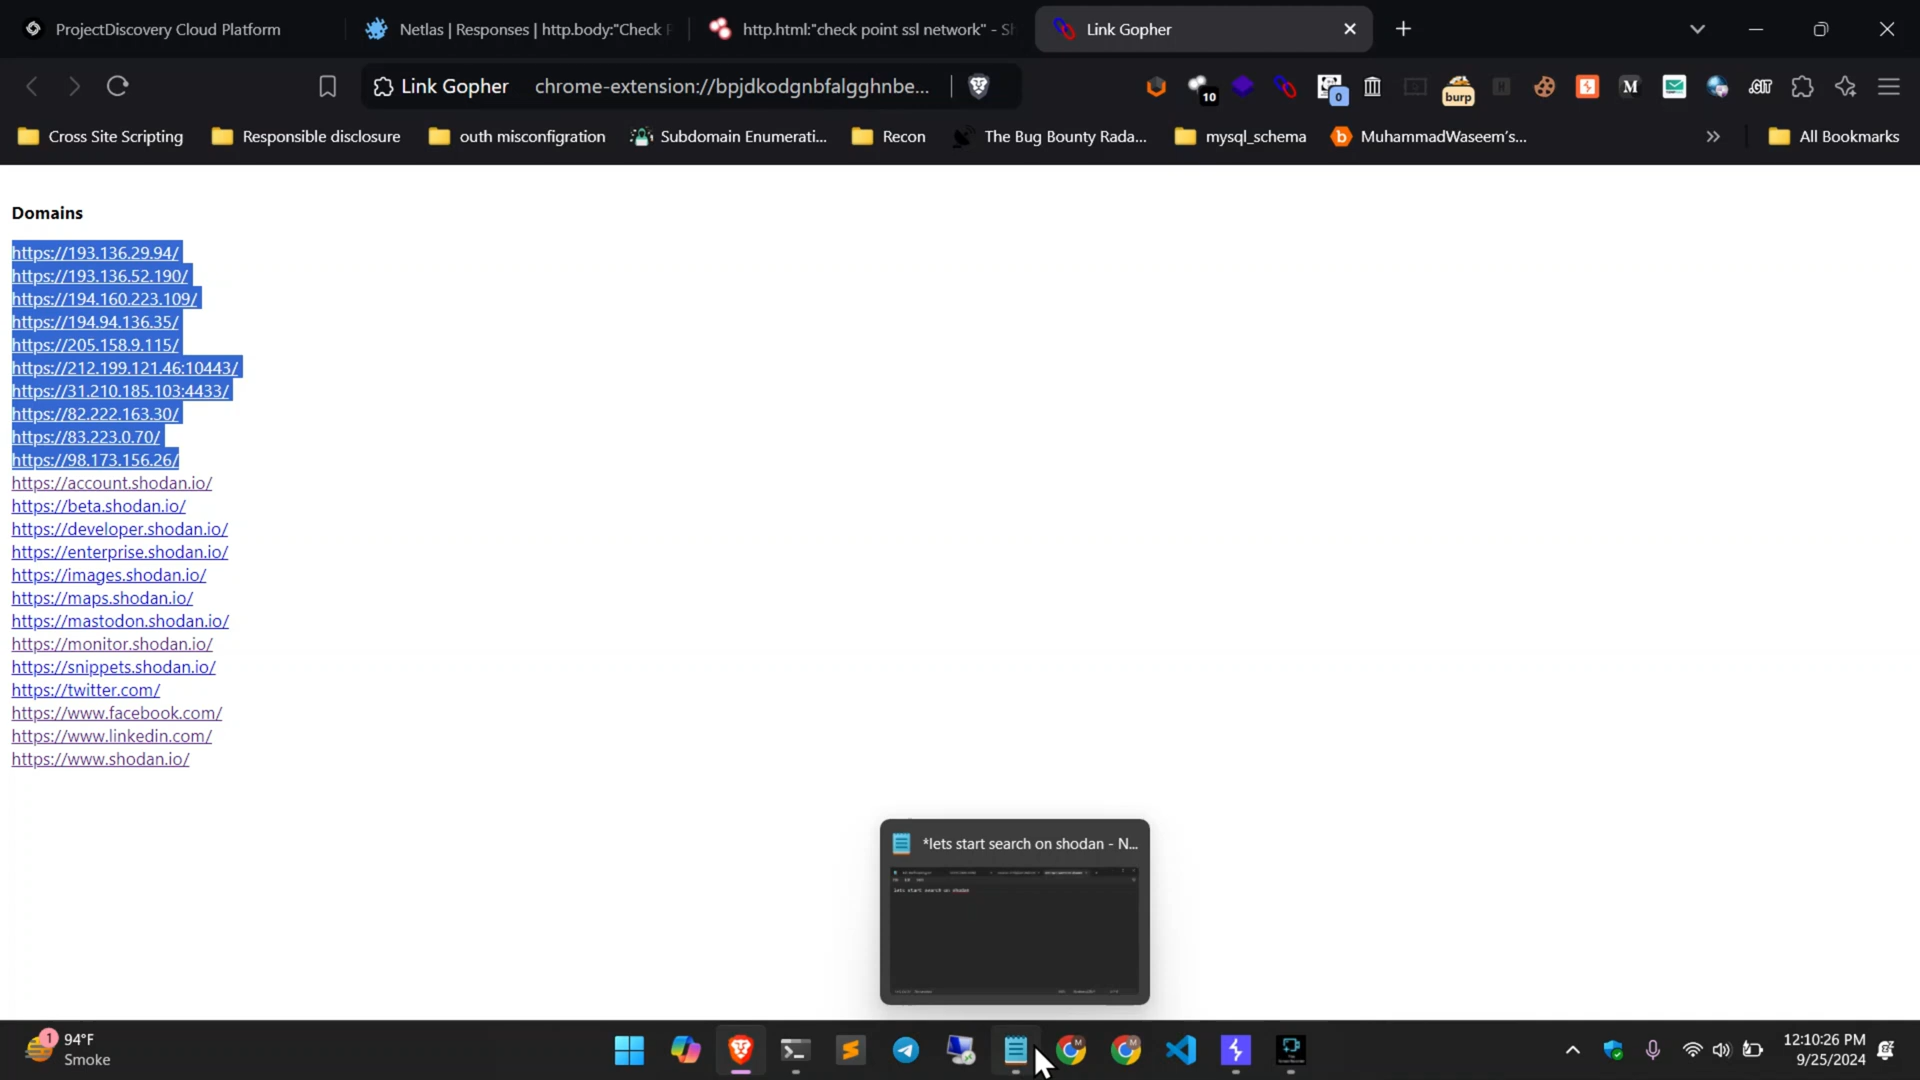 ProjectDiscovery Cloud Platform
Netlas | Responses | http.body:"Check P
http.html:"check point ssl network" - Sh
Link Gopher
Link Gopher
chrome-extension://bpjdkodgnbfalgghnbe...
10
0
burp
M
.GIT
Cross Site Scripting
Responsible disclosure
outh misconfigration
Subdomain Enumerati...
Recon
The Bug Bounty Rada...
mysql_schema
MuhammadWaseem's...
All Bookmarks
Domains
https://193.136.29.94/
https://193.136.52.190/
https://194.160.223.109/
https://194.94.136.35/
https://205.158.9.115/
https://212.199.121.46:10443/
https://31.210.185.103:4433/
https://82.222.163.30/
https://83.223.0.70/
https://98.173.156.26/
https://account.shodan.io/
https://beta.shodan.io/
https://developer.shodan.io/
https://enterprise.shodan.io/
https://images.shodan.io/
https://maps.shodan.io/
https://mastodon.shodan.io/
https://monitor.shodan.io/
https://snippets.shodan.io/
https://twitter.com/
https://www.facebook.com/
https://www.linkedin.com/
https://www.shodan.io/
*lets start search on shodan - N...
lets start search on shodan
1
94°F
Smoke
12:10:26 PM
9/25/2024